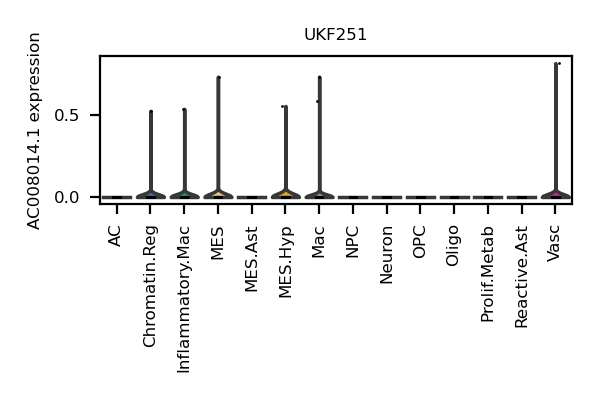 UKF251
AC008014.1 expression
0.5
0.0
AC
Chromatin.Reg
Inflammatory.Mac
MES
MES.Ast
MES.Hyp
Mac
NPC
Neuron
OPC
Oligo
Prolif.Metab
Reactive.Ast
Vasc